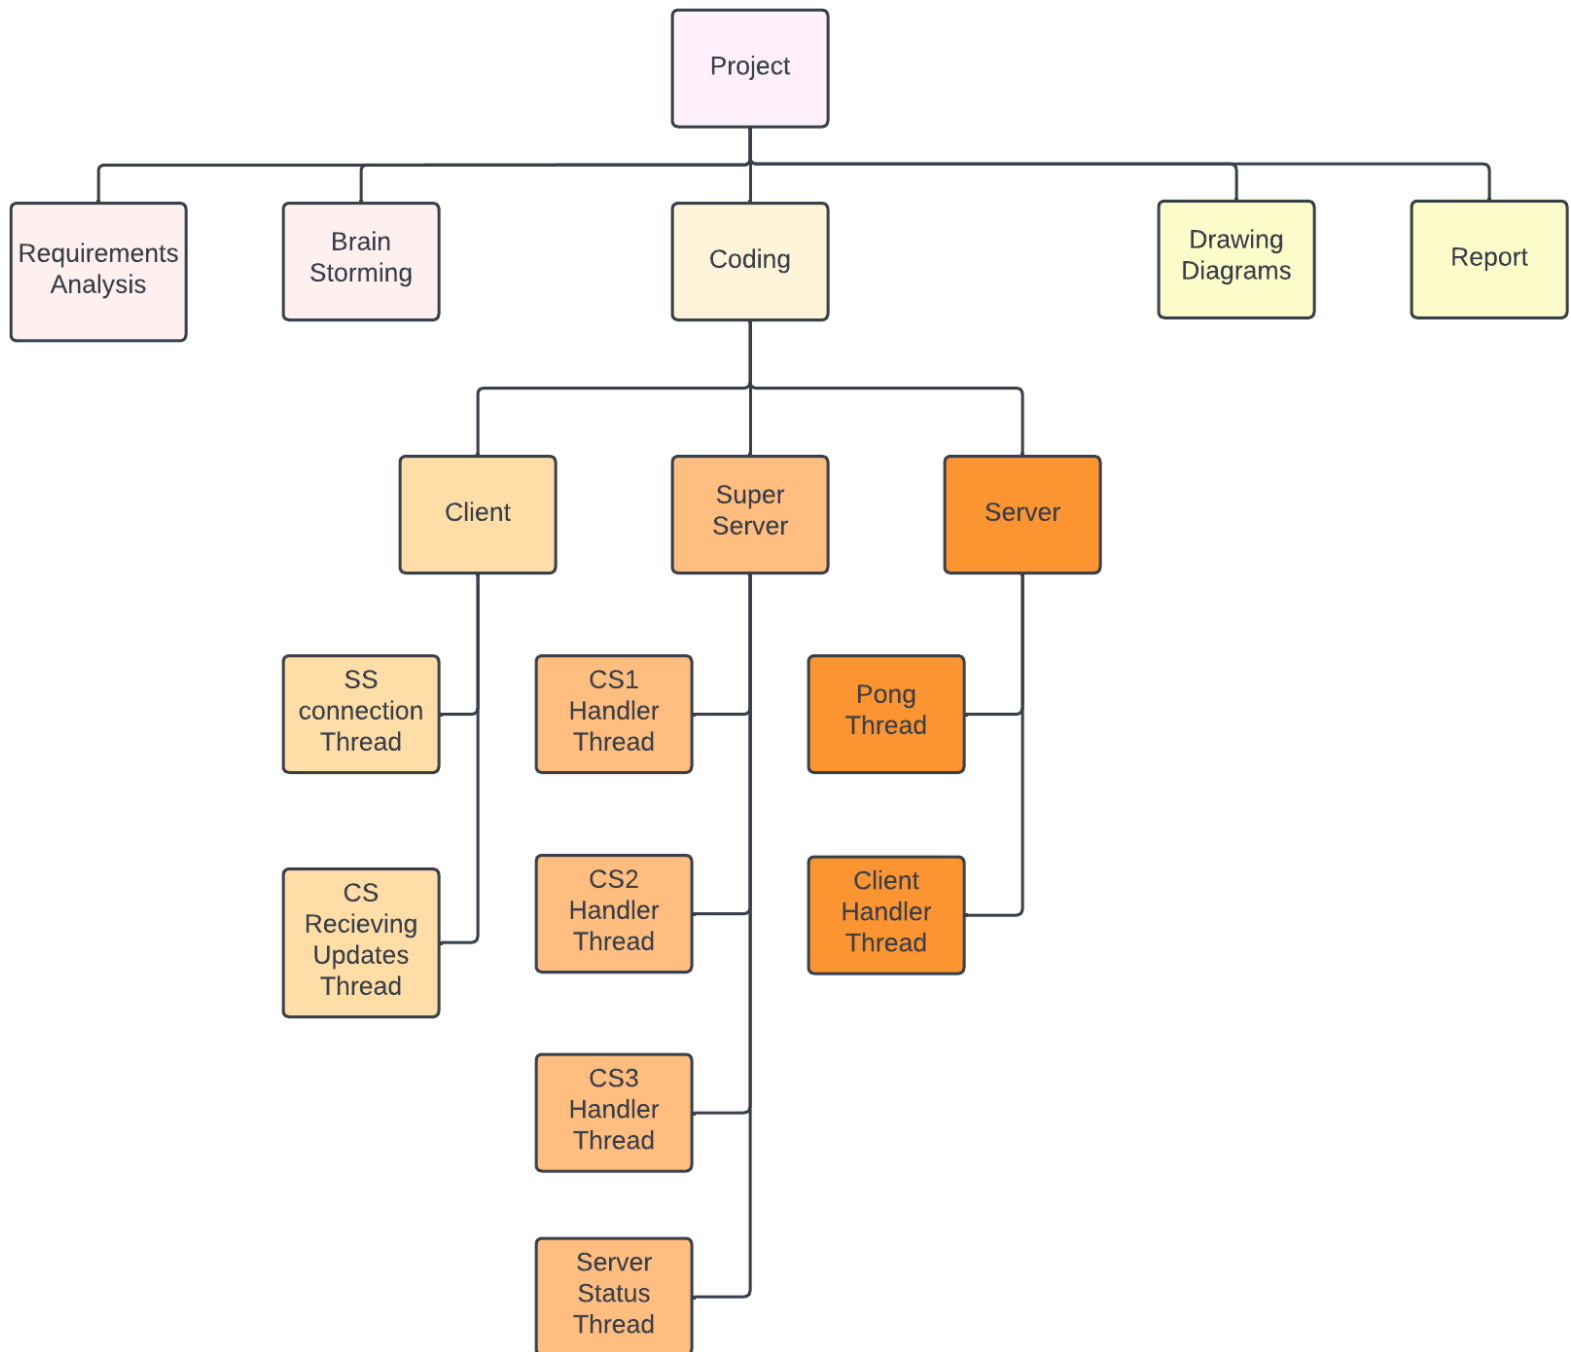 Project
Requirements
Analysis
Brain
Storming
Coding
Drawing
Diagrams
Report
Client
Super
Server
Server
SS
connection
Thread
CS1
Handler
Thread
Pong
Thread
CS
Recieving
Updates
Thread
CS2
Handler
Thread
Client
Handler
Thread
CS3
Handler
Thread
Server
Status
Thread